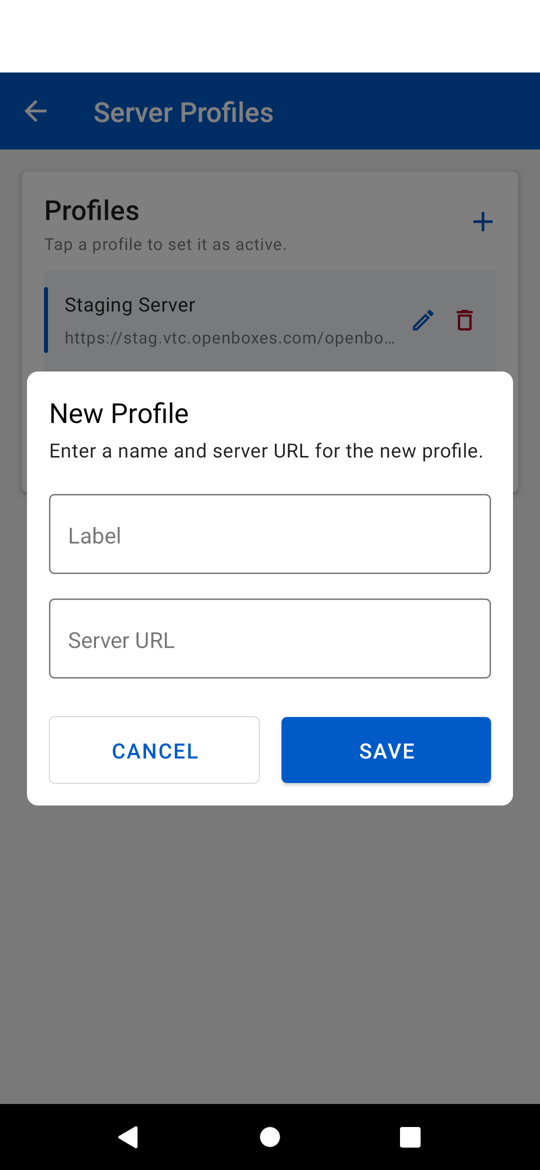 Server Profiles
Profiles
Tap a profile to set it as active.
Staging Server
https://stag.vtc.openboxes.com/openbo…
New Profile
Enter a name and server URL for the new profile.
Label
Server URL
CANCEL
SAVE